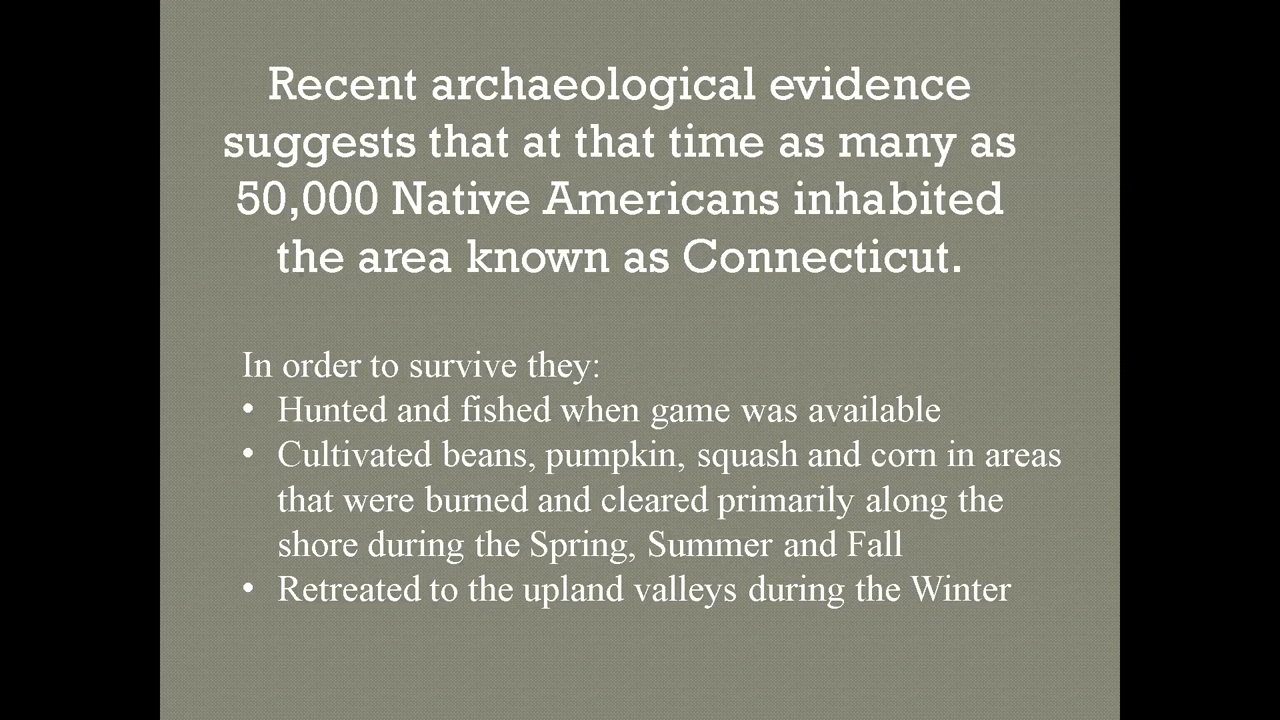 Recent archaeological evidence
suggests that at that time as many as
50,000 Native Americans inhabited
the area known as Connecticut.
In order to survive they:
• Hunted and fished when game was available
• Cultivated beans, pumpkin, squash and corn in areas
that were burned and cleared primarily along the
shore during the Spring, Summer and Fall
• Retreated to the upland valleys during the Winter